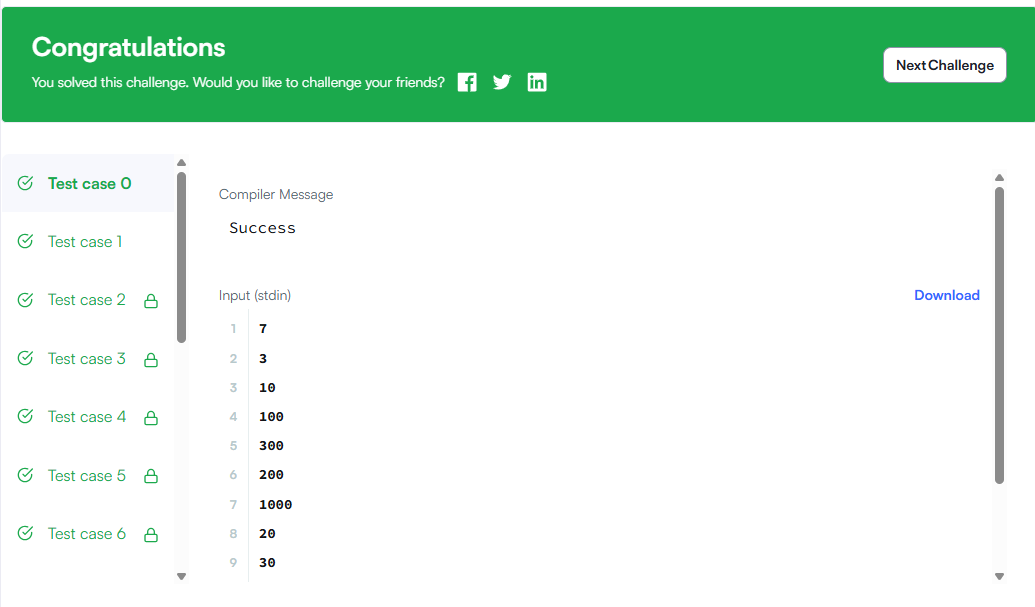 Congratulations
You solved this challenge. Would you like to challenge your friends?
Next Challenge
Test case 0
Test case 1
Test case 2
Test case 3
Test case 4
Test case 5
Test case 6
Compiler Message
Success
Input (stdin)
Download
1 7
2 3
3 10
4 100
5 300
6 200
7 1000
8 20
9 30